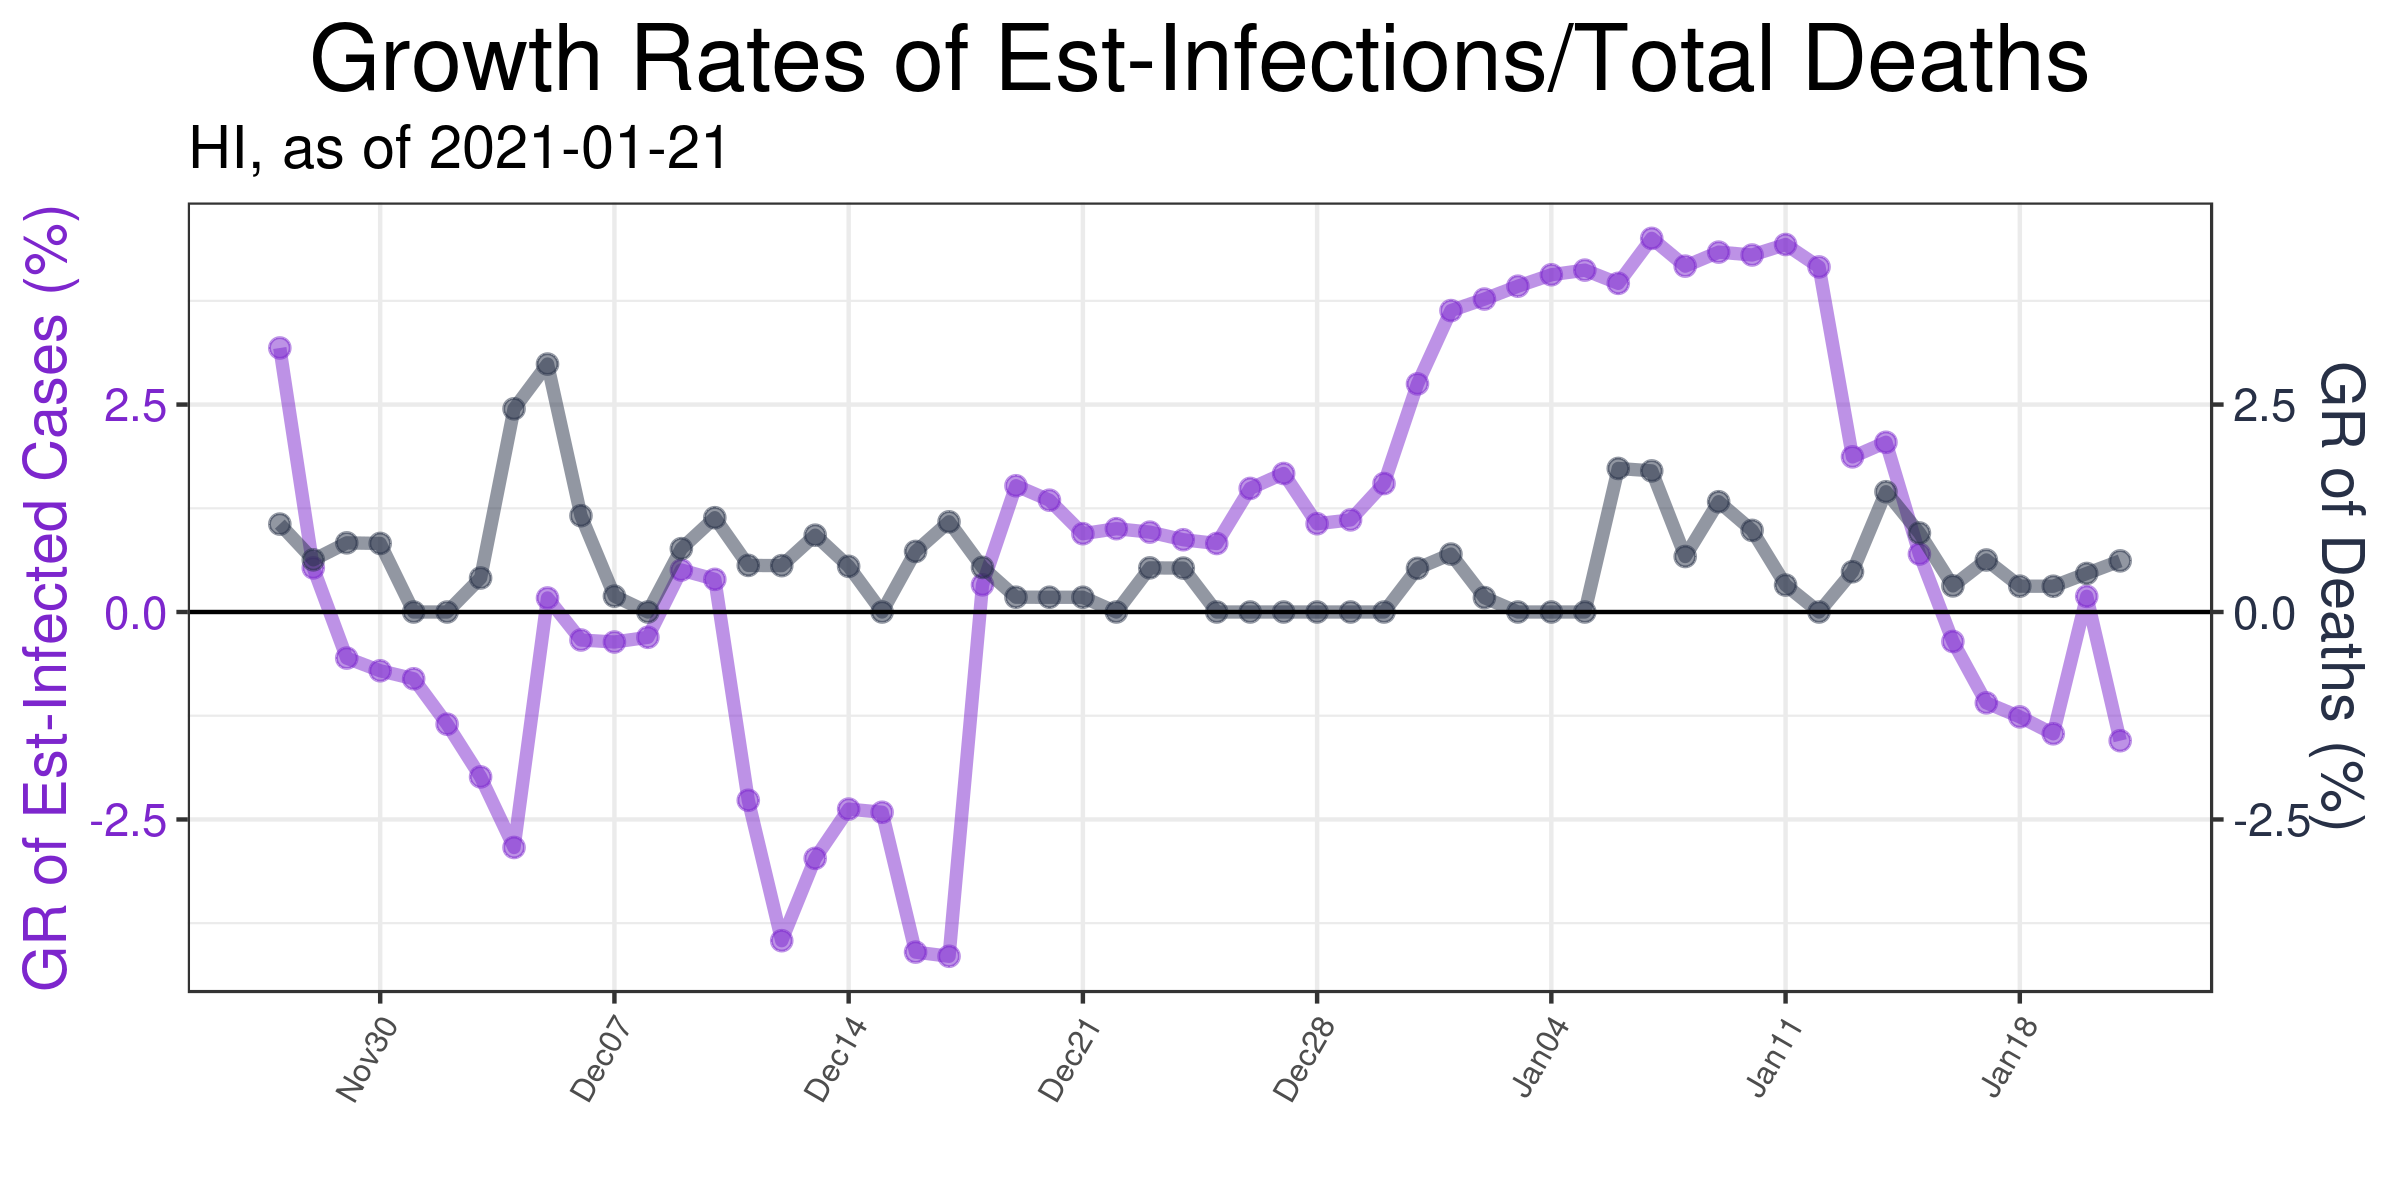 Growth Rates of Est-Infections/Total Deaths
HI, as of 2021-01-21
GR of Est-Infected Cases (%)
2.5
0.0
-2.5
2.5
0.0
-2.5
GR of Deaths (%)
Nov30
Dec07
Dec14
Dec21
Dec28
Jan04
Jan11
Jan18